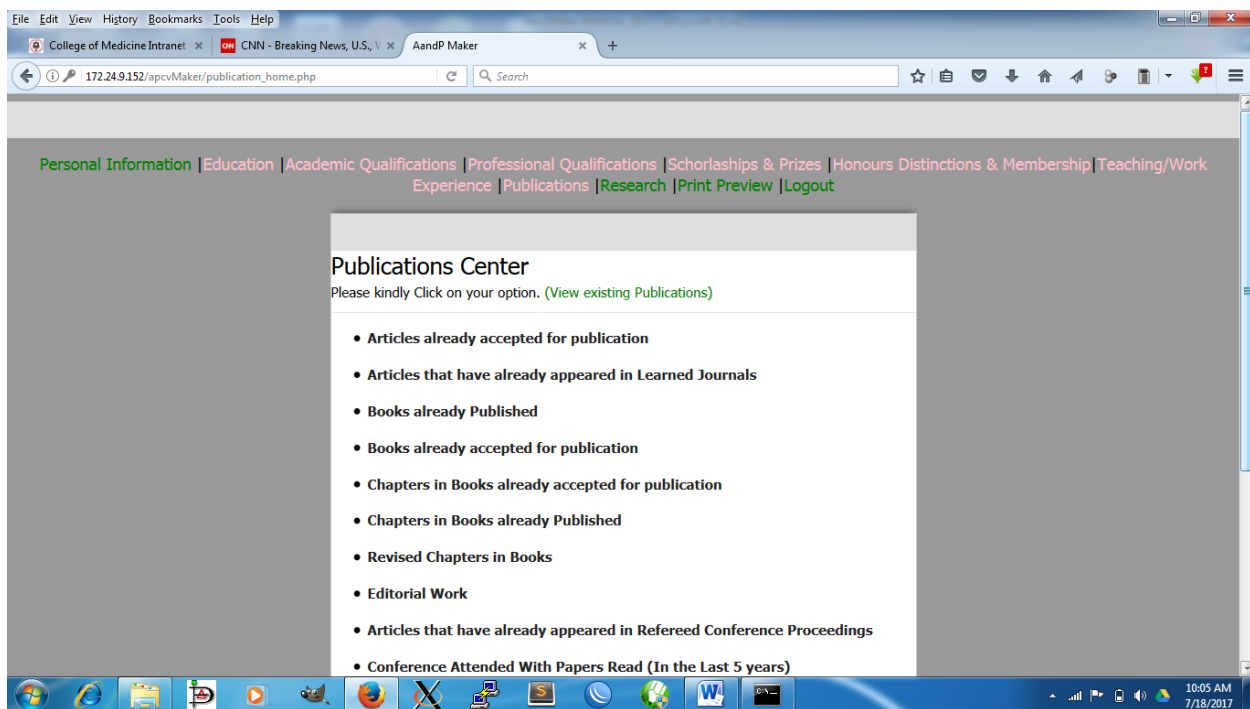 File Edit View History Bookmarks Tools Help
College of Medicine Intranet × CNN - Breaking News, U.S., × AandP Maker × +
172.24.9.152/apcvMaker/publication_home.php Search
Personal Information |Education |Academic Qualifications |Professional Qualifications |Schorlaships & Prizes |Honours Distinctions & Membership|Teaching/Work
Experience |Publications |Research |Print Preview |Logout
Publications Center
Please kindly Click on your option. (View existing Publications)
• Articles already accepted for publication
• Articles that have already appeared in Learned Journals
• Books already Published
• Books already accepted for publication
• Chapters in Books already accepted for publication
• Chapters in Books already Published
• Revised Chapters in Books
• Editorial Work
• Articles that have already appeared in Refereed Conference Proceedings
• Conference Attended With Papers Read (In the Last 5 years)
10:05 AM
7/18/2017